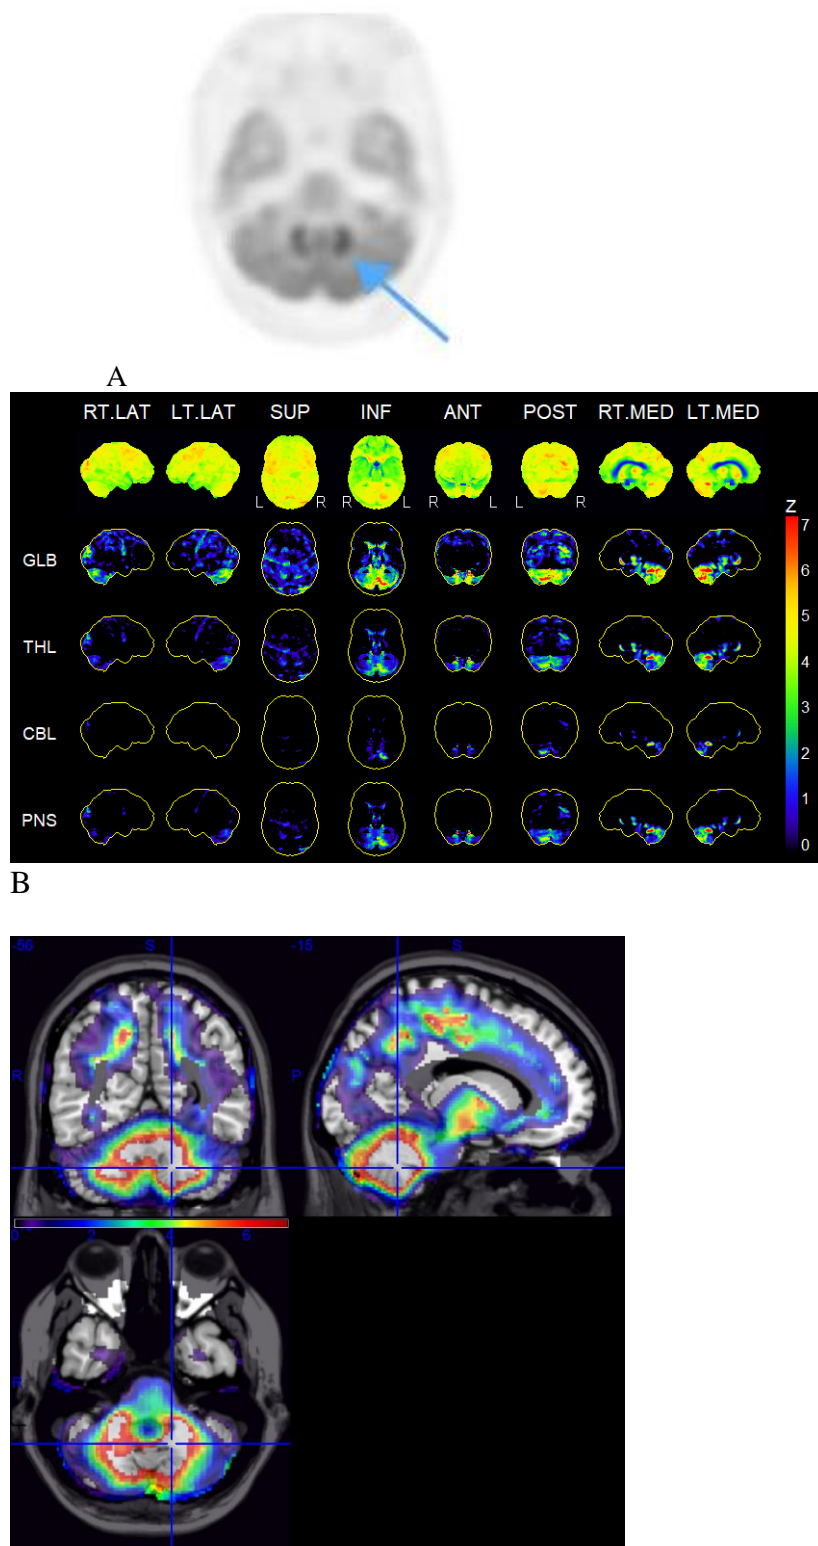 A
RT.LAT LT.LAT SUP INF ANT POST RT.MED LT.MED
L R R L R L L R
Z
7
GLB
6
5
THL
4
3
CBL
2
1
PNS
0
B
-56 S -15 S
R P
0 2 4 6
R